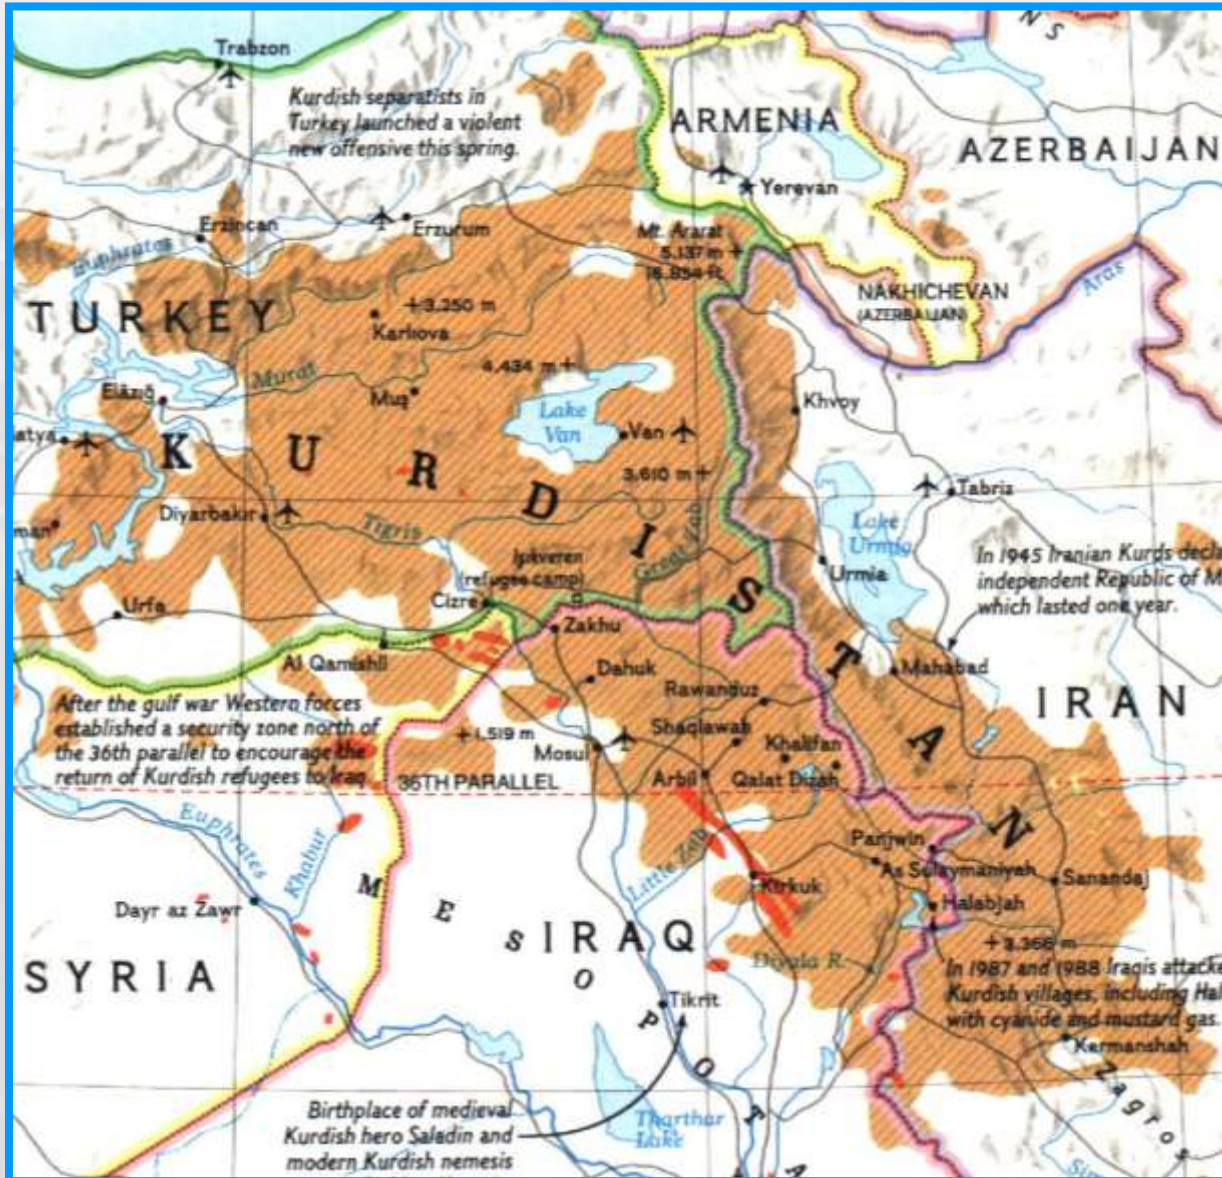 Trabzon
Kurdish separatists in
Turkey launched a violent
new offensive this spring.
ARMENIA
AZERBAIJAN
Yerevan
Erzincan
Erzurum
Euphrates
Mt. Ararat
5.137 m +
16.854 ft.
NAKHICHEVAN
(AZERBAIJAN)
Aras
TURKEY
+3.250 m
Karliova
4.434 m +
Murat
Elâzığ
Muş
Khvoy
Lake
Van
Van
KURDISTAN
3.610 m +
Tabriz
Diyarbakır
Tigris
Lake
Urmia
Great Zab
Urmia
(refugee camp)
In 1945 Iranian Kurds decla
independent Republic of M
which lasted one year.
Cizre
Urfa
Zakhu
Al Qamishli
Dahuk
Mahabad
Rawanduz
IRAN
After the gulf war Western forces
established a security zone north of
the 36th parallel to encourage the
return of Kurdish refugees to Iraq
+1.519 m
Shaqlawah
Mosul
Khalifan
Arbil
Qalat Dizah
36TH PARALLEL
Euphrates
Khabur
Little Zab
Panjwin
As Sulaymaniyah
Kirkuk
Sanandaj
Dayr az Zawr
Halabjah
MESOPOTA
IRAQ
+3.366 m
Diyala R.
SYRIA
In 1987 and 1988 Iraqis attacke
Kurdish villages, including Hal
with cyanide and mustard gas.
Tikrit
Kermanshah
Zagros
Birthplace of medieval
Kurdish hero Saladin and
modern Kurdish nemesis
Tharthar
Lake